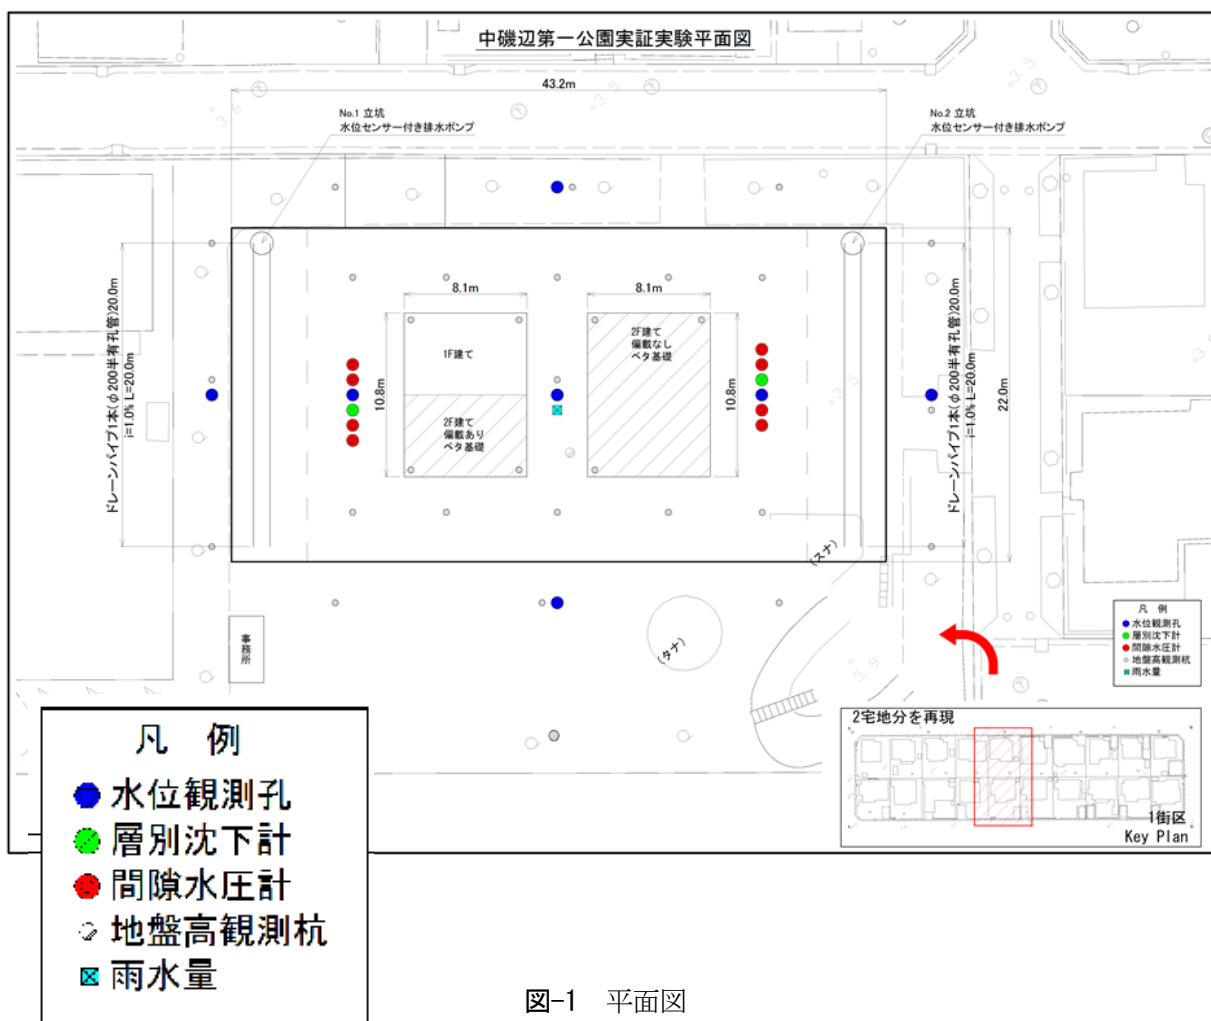 中磯辺第一公園実証実験平面図
43.2m
No.1 立坑
水位センサー付き排水ポンプ
No.2 立坑
水位センサー付き排水ポンプ
ドレーンパイプ1本(φ200半有孔管)20.0m
i=1.0% L=20.0m
8.1m
8.1m
10.8m
1F建て
2F建て
偏載あり
ベタ基礎
2F建て
偏載なし
ベタ基礎
10.8m
ドレーンパイプ1本(φ200半有孔管)20.0m
i=1.0% L=20.0m
22.0m
(スナ)
(タナ)
事務所
凡 例
水位観測孔
層別沈下計
間隙水圧計
地盤高観測杭
雨水量
2宅地分を再現
1街区
Key Plan
凡 例
水位観測孔
層別沈下計
間隙水圧計
地盤高観測杭
雨水量
図-1 平面図